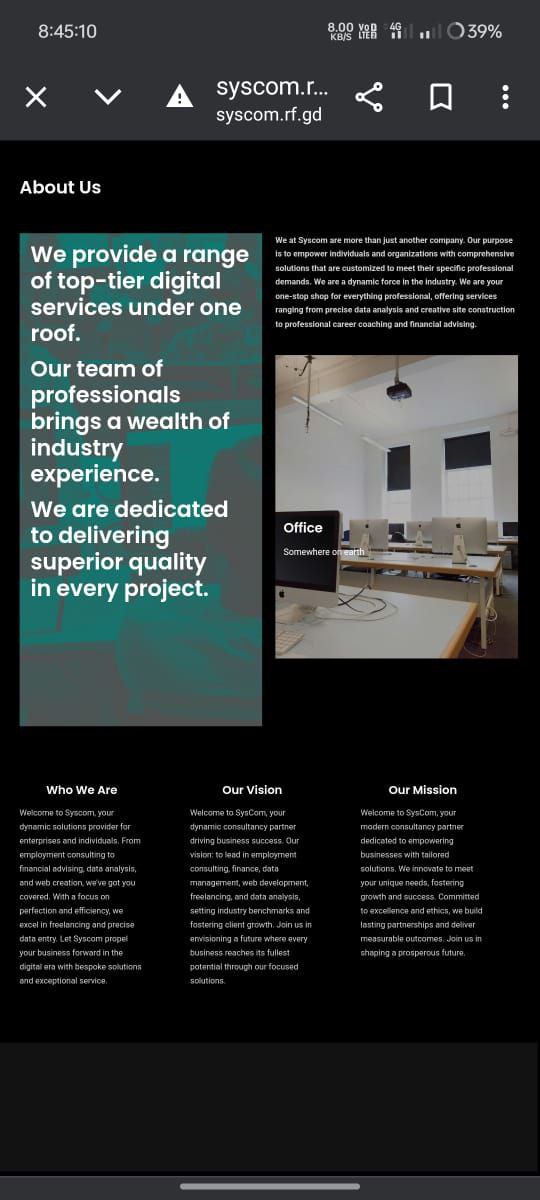 8:45:10
8.00 KB/S VoD LTE 4G 39%
syscom.r...
syscom.rf.gd
About Us
We provide a range
of top-tier digital
services under one
roof.
Our team of
professionals
brings a wealth of
industry
experience.
We are dedicated
to delivering
superior quality
in every project.
We at Syscom are more than just another company. Our purpose
is to empower individuals and organizations with comprehensive
solutions that are customized to meet their specific professional
demands. We are a dynamic force in the industry. We are your
one-stop shop for everything professional, offering services
ranging from precise data analysis and creative site construction
to professional career coaching and financial advising.
Office
Somewhere on earth
Who We Are
Welcome to SysCom, your
dynamic solutions provider for
enterprises and individuals. From
employment consulting to
financial advising, data analysis,
and web creation, we've got you
covered. With a focus on
perfection and efficiency, we
excel in freelancing and precise
data entry. Let Syscom propel
your business forward in the
digital era with bespoke solutions
and exceptional service.
Our Vision
Welcome to SysCom, your
dynamic consultancy partner
driving business success. Our
vision: to lead in employment
consulting, finance, data
management, web development,
freelancing, and data analysis,
setting industry benchmarks and
fostering client growth. Join us in
envisioning a future where every
business reaches its fullest
potential through our focused
solutions.
Our Mission
Welcome to SysCom, your
modern consultancy partner
dedicated to empowering
businesses with tailored
solutions. We innovate to meet
your unique needs, fostering
growth and success. Committed
to excellence and ethics, we build
lasting partnerships and deliver
measurable outcomes. Join us in
shaping a prosperous future.